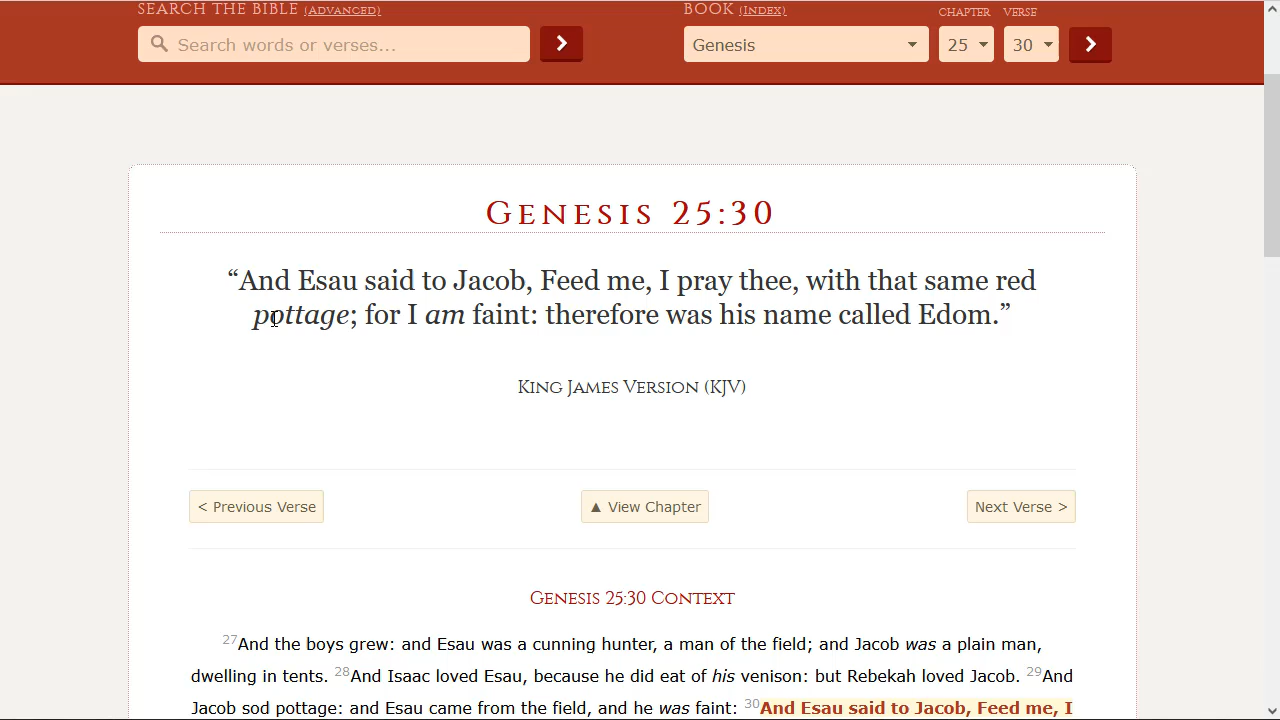 SEARCH THE BIBLE (ADVANCED)
BOOK (INDEX)
CHAPTER VERSE
Search words or verses...
Genesis
25
30
GENESIS 25:30
“And Esau said to Jacob, Feed me, I pray thee, with that same red
pottage; for I am faint: therefore was his name called Edom.”
KING JAMES VERSION (KJV)
< Previous Verse
▲ View Chapter
Next Verse >
GENESIS 25:30 CONTEXT
27And the boys grew: and Esau was a cunning hunter, a man of the field; and Jacob was a plain man,
dwelling in tents. 28And Isaac loved Esau, because he did eat of his venison: but Rebekah loved Jacob. 29And
Jacob sod pottage: and Esau came from the field, and he was faint: 30And Esau said to Jacob, Feed me, I